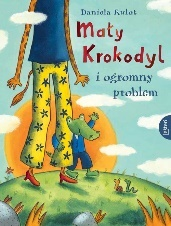 Daniela Kulot
Mały
Krokodyl
i ogromny
problem